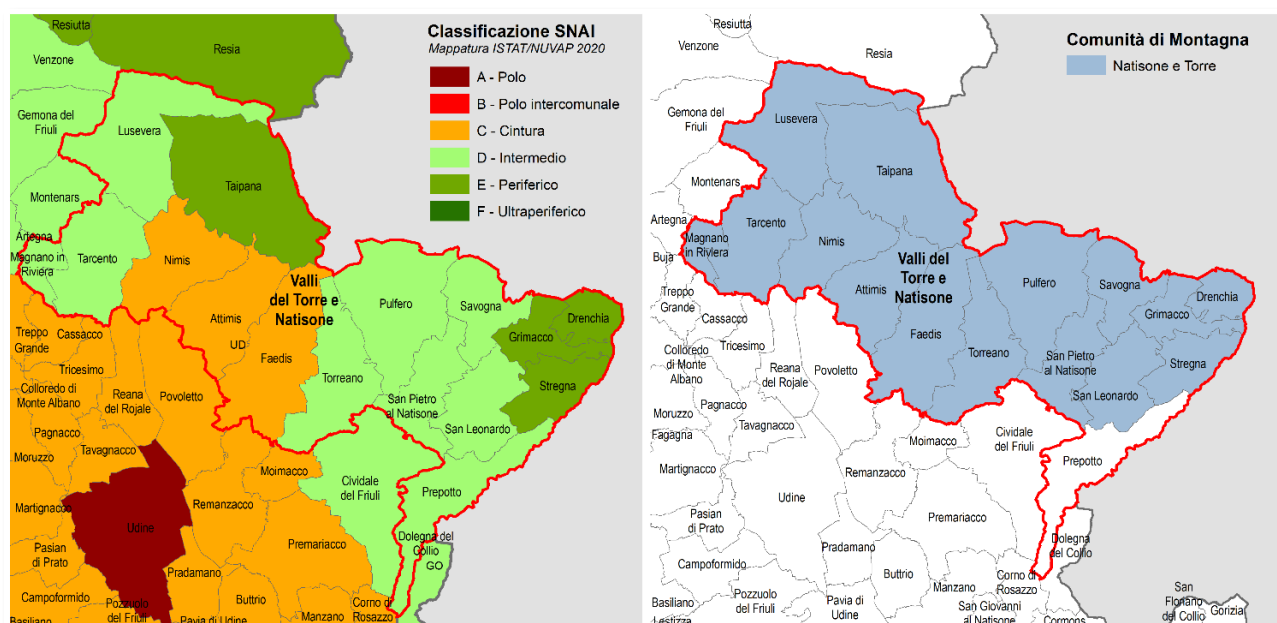 Classificazione SNAI
Mappatura ISTAT/NUVAP 2020
A - Polo
B - Polo intercomunale
C - Cintura
D - Intermedio
E - Periferico
F - Ultraperiferico
Resiutta
Resia
Venzone
Gemona del
Friuli
Lusevera
Taipana
Montenars
Artegna
Magnano in
Riviera
Tarcento
Nimis
Valli
del Torre e
Natisone
Pulfero
Savogna
Drenchia
Grimacco
Attimis
UD
Faedis
Treppo
Grande
Cassacco
Tricesimo
Stregna
Torreano
Colloredo di
Monte Albano
Reana
del Rojale
Povoletto
San Pietro
al Natisone
San Leonardo
Pagnacco
Tavagnacco
Moruzzo
Moimacco
Cividale
del Friuli
Prepotto
Martignacco
Remanzacco
Udine
Dolegna del
Collio
GO
Pasian
di Prato
Premariacco
Pradamano
Campoformido
Pozzuolo
del Friuli
Buttrio
Manzano
Corno di
Rosazzo
Basiliano
Pavia di Udine
Comunità di Montagna
Natisone e Torre
Resiutta
Resia
Venzone
Gemona del
Friuli
Lusevera
Taipana
Montenars
Artegna
Magnano
in Riviera
Tarcento
Nimis
Buja
Valli del
Torre e
Natisone
Pulfero
Savogna
Drenchia
Grimacco
Attimis
Treppo
Grande
Cassacco
Faedis
Tricesimo
Torreano
San Pietro
al Natisone
Stregna
Colloredo
di Monte
Albano
Reana
del Rojale
Povoletto
San Leonardo
Moruzzo
Pagnacco
Tavagnacco
Fagagna
Moimacco
Cividale
del Friuli
Prepotto
Martignacco
Remanzacco
Udine
Pasian
di Prato
Premariacco
Dolegna
del Collio
Pradamano
Campoformido
Buttrio
Manzano
Corno di
Rosazzo
Basiliano
Pozzuolo
del Friuli
Pavia di
Udine
San Giovanni
al Natisone
Cormons
San
Floriano
del Collio
Gorizia